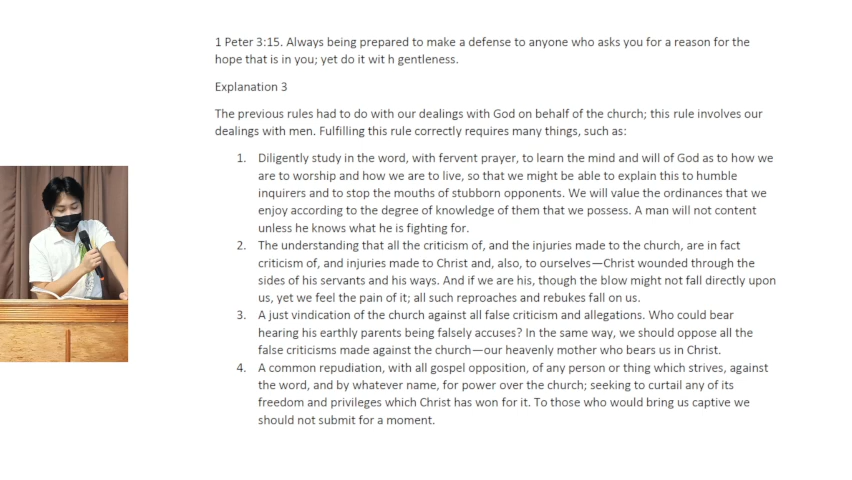 1 Peter 3:15. Always being prepared to make a defense to anyone who asks you for a reason for the
hope that is in you; yet do it wit h gentleness.
Explanation 3
The previous rules had to do with our dealings with God on behalf of the church; this rule involves our
dealings with men. Fulfilling this rule correctly requires many things, such as:
1. Diligently study in the word, with fervent prayer, to learn the mind and will of God as to how we
are to worship and how we are to live, so that we might be able to explain this to humble
inquirers and to stop the mouths of stubborn opponents. We will value the ordinances that we
enjoy according to the degree of knowledge of them that we possess. A man will not content
unless he knows what he is fighting for.
2. The understanding that all the criticism of, and the injuries made to the church, are in fact
criticism of, and injuries made to Christ and, also, to ourselves—Christ wounded through the
sides of his servants and his ways. And if we are his, though the blow might not fall directly upon
us, yet we feel the pain of it; all such reproaches and rebukes fall on us.
3. A just vindication of the church against all false criticism and allegations. Who could bear
hearing his earthly parents being falsely accuses? In the same way, we should oppose all the
false criticisms made against the church—our heavenly mother who bears us in Christ.
4. A common repudiation, with all gospel opposition, of any person or thing which strives, against
the word, and by whatever name, for power over the church; seeking to curtail any of its
freedom and privileges which Christ has won for it. To those who would bring us captive we
should not submit for a moment.